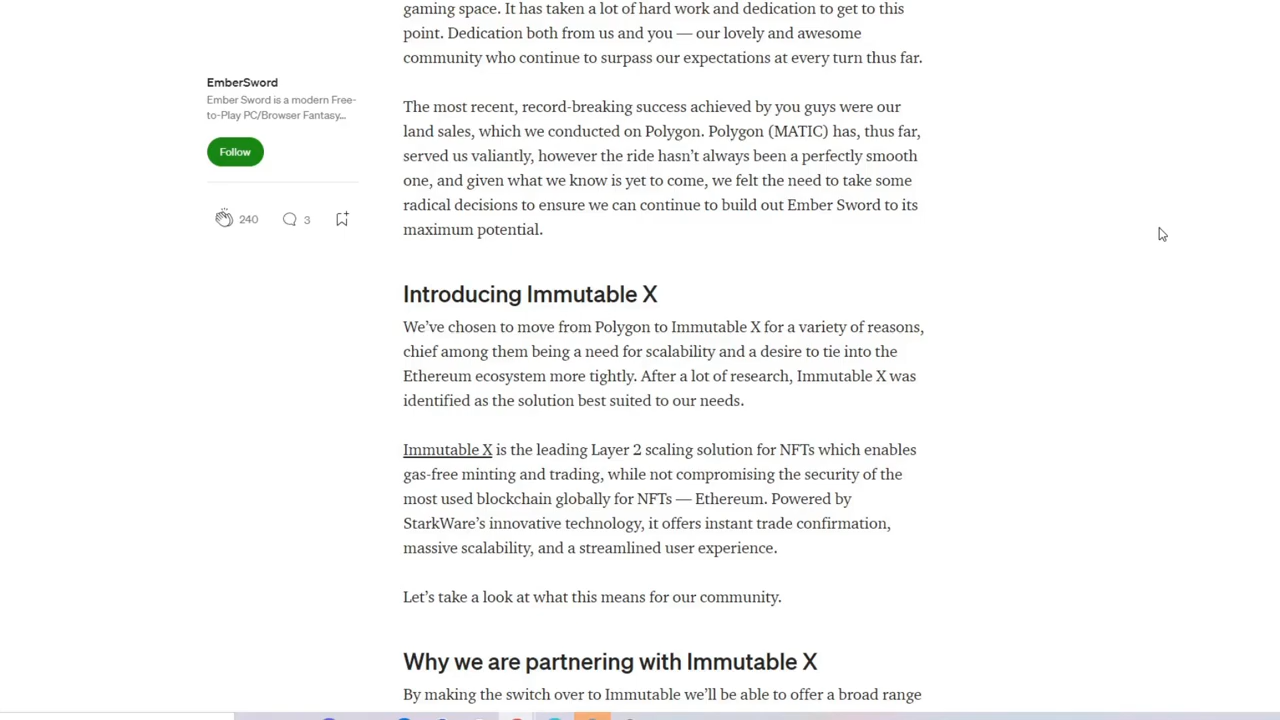 gaming space. It has taken a lot of hard work and dedication to get to this
point. Dedication both from us and you — our lovely and awesome
community who continue to surpass our expectations at every turn thus far.
EmberSword
Ember Sword is a modern Free-
to-Play PC/Browser Fantasy...
Follow
240
3
The most recent, record-breaking success achieved by you guys were our
land sales, which we conducted on Polygon. Polygon (MATIC) has, thus far,
served us valiantly, however the ride hasn’t always been a perfectly smooth
one, and given what we know is yet to come, we felt the need to take some
radical decisions to ensure we can continue to build out Ember Sword to its
maximum potential.
Introducing Immutable X
We’ve chosen to move from Polygon to Immutable X for a variety of reasons,
chief among them being a need for scalability and a desire to tie into the
Ethereum ecosystem more tightly. After a lot of research, Immutable X was
identified as the solution best suited to our needs.
Immutable X is the leading Layer 2 scaling solution for NFTs which enables
gas-free minting and trading, while not compromising the security of the
most used blockchain globally for NFTs — Ethereum. Powered by
StarkWare’s innovative technology, it offers instant trade confirmation,
massive scalability, and a streamlined user experience.
Let’s take a look at what this means for our community.
Why we are partnering with Immutable X
By making the switch over to Immutable we’ll be able to offer a broad range